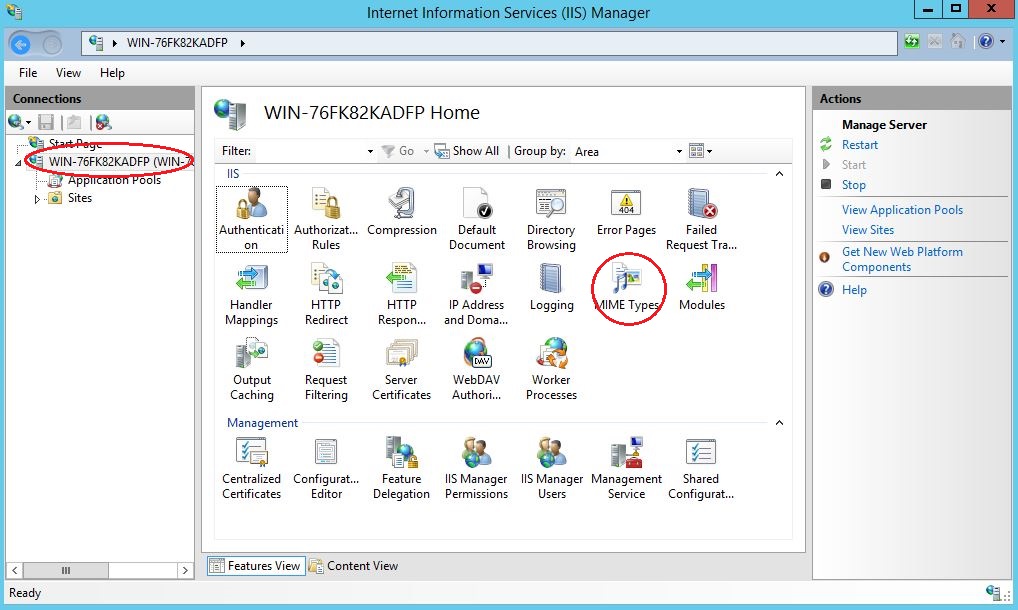 Internet Information Services (IIS) Manager
WIN-76FK82KADFP
File View Help
Connections
Start Page
WIN-76FK82KADFP (WIN-7
Application Pools
Sites
WIN-76FK82KADFP Home
Filter: Go Show All Group by: Area
IIS
Authenticati
on
Authorizat...
Rules
Compression
Default
Document
Directory
Browsing
Error Pages
404
Failed
Request Tra...
Handler
Mappings
HTTP
Redirect
HTTP
Respon...
IP Address
and Doma...
Logging
MIME Types
Modules
Output
Caching
Request
Filtering
Server
Certificates
DAV
WebDAV
Authori...
Worker
Processes
Management
Centralized
Certificates
Configurat...
Editor
Feature
Delegation
IIS Manager
Permissions
IIS Manager
Users
Management
Service
Shared
Configurat...
Features View Content View
Actions
Manage Server
Restart
Start
Stop
View Application Pools
View Sites
Get New Web Platform
Components
Help
Ready